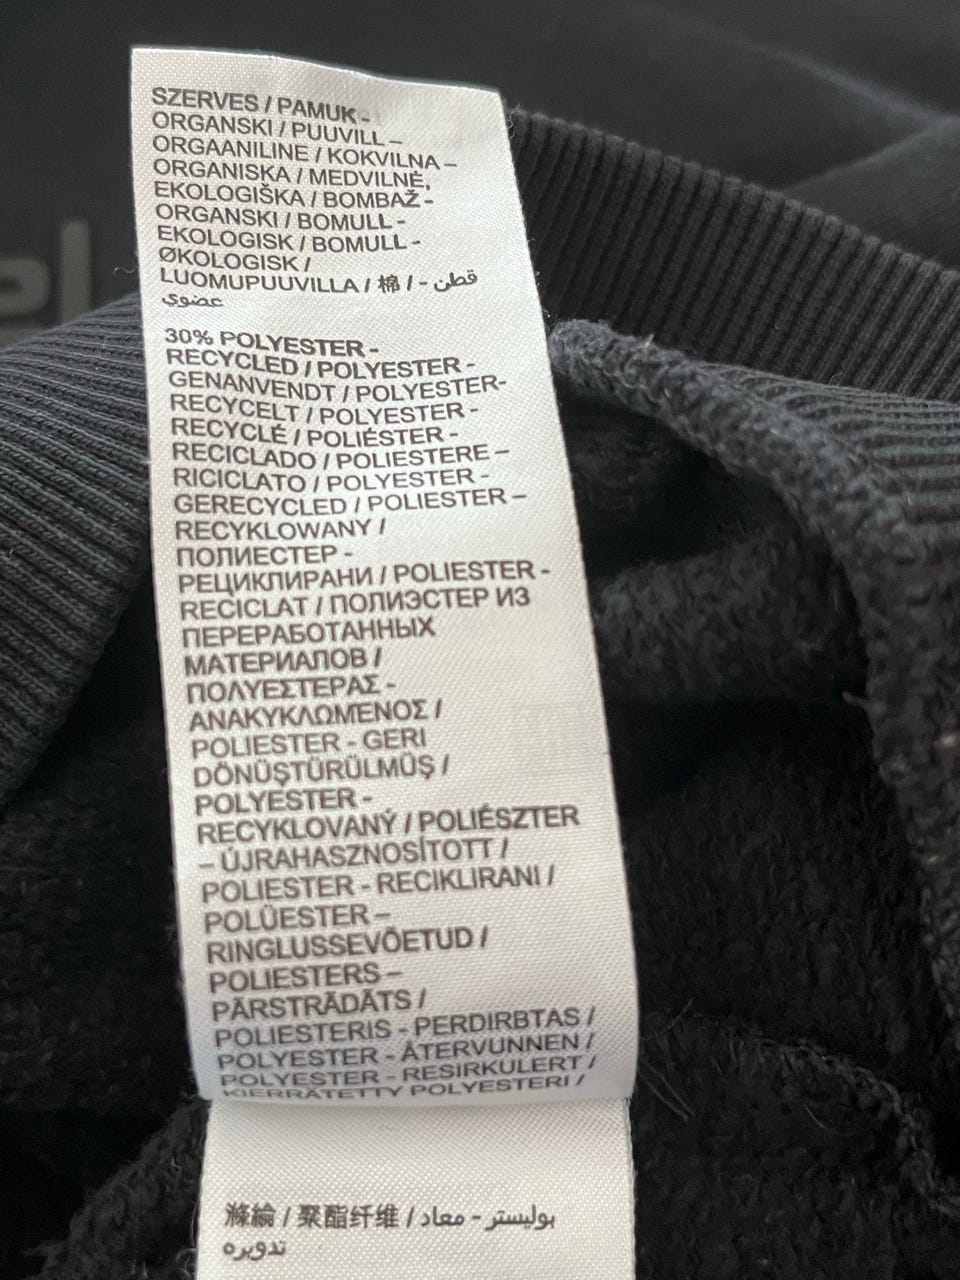 SZERVES / PAMUK -
ORGANSKI / PUUVILL –
ORGAANILINE / KOKVILNA –
ORGANISKA / MEDVILNĖ,
EKOLOGIŠKA / BOMBAŽ -
ORGANSKI / BOMULL -
EKOLOGISK / BOMULL -
ØKOLOGISK /
LUOMUPUUVILLA / 棉 / - قطن
عضوي
30% POLYESTER -
RECYCLED / POLYESTER -
GENANVENDT / POLYESTER-
RECYCELT / POLYESTER -
RECYCLÉ / POLIÉSTER -
RECICLADO / POLIESTERE –
RICICLATO / POLYESTER -
GERECYCLED / POLIESTER –
RECYKLOWANY /
ПОЛИЕСТЕР -
РЕЦИКЛИРАНИ / POLIESTER -
RECICLAT / ПОЛИЭСТЕР ИЗ
ПЕРЕРАБОТАННЫХ
МАТЕРИАЛОВ /
ΠΟΛΥΕΣΤΕΡΑΣ -
ΑΝΑΚΥΚΛΩΜΈΝΟΣ /
POLIESTER - GERI
DÖNÜŞTÜRÜLMÜŞ /
POLYESTER -
RECYKLOVANÝ / POLIÉSZTER
– ÚJRAHASZNOSÍTOTT /
POLIESTER - RECIKLIRANI /
POLÜESTER –
RINGLUSSEVÕETUD /
POLIESTERS –
PĀRSTRĀDĀTS /
POLIESTERIS - PERDIRBTAS /
POLYESTER - ÅTERVUNNEN /
POLYESTER - RESIRKULERT /
KIERRÄTETTY POLYESTERI /
滌綸 / 聚酯纤维 / بوليستر - معاد
تدويره